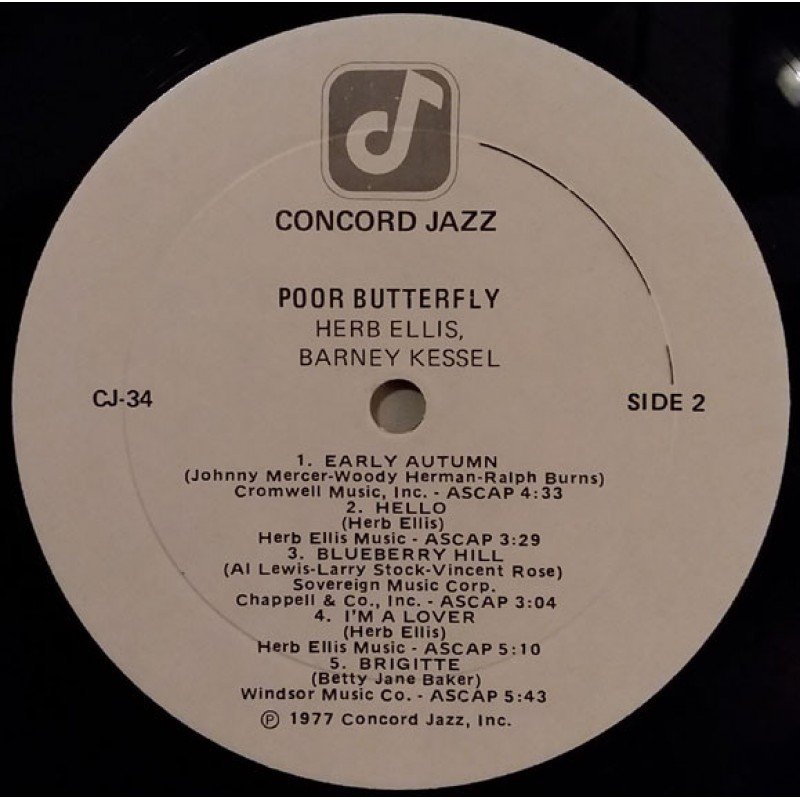 CONCORD JAZZ
POOR BUTTERFLY
HERB ELLIS,
BARNEY KESSEL
CJ-34
SIDE 2
1. EARLY AUTUMN
(Johnny Mercer-Woody Herman-Ralph Burns)
Cromwell Music, Inc. - ASCAP 4:33
2. HELLO
(Herb Ellis)
Herb Ellis Music - ASCAP 3:29
3. BLUEBERRY HILL
(Al Lewis-Larry Stock-Vincent Rose)
Sovereign Music Corp.
Chappell & Co., Inc. - ASCAP 3:04
4. I'M A LOVER
(Herb Ellis)
Herb Ellis Music - ASCAP 5:10
5. BRIGITTE
(Betty Jane Baker)
Windsor Music Co. - ASCAP 5:43
Ⓟ 1977 Concord Jazz, Inc.